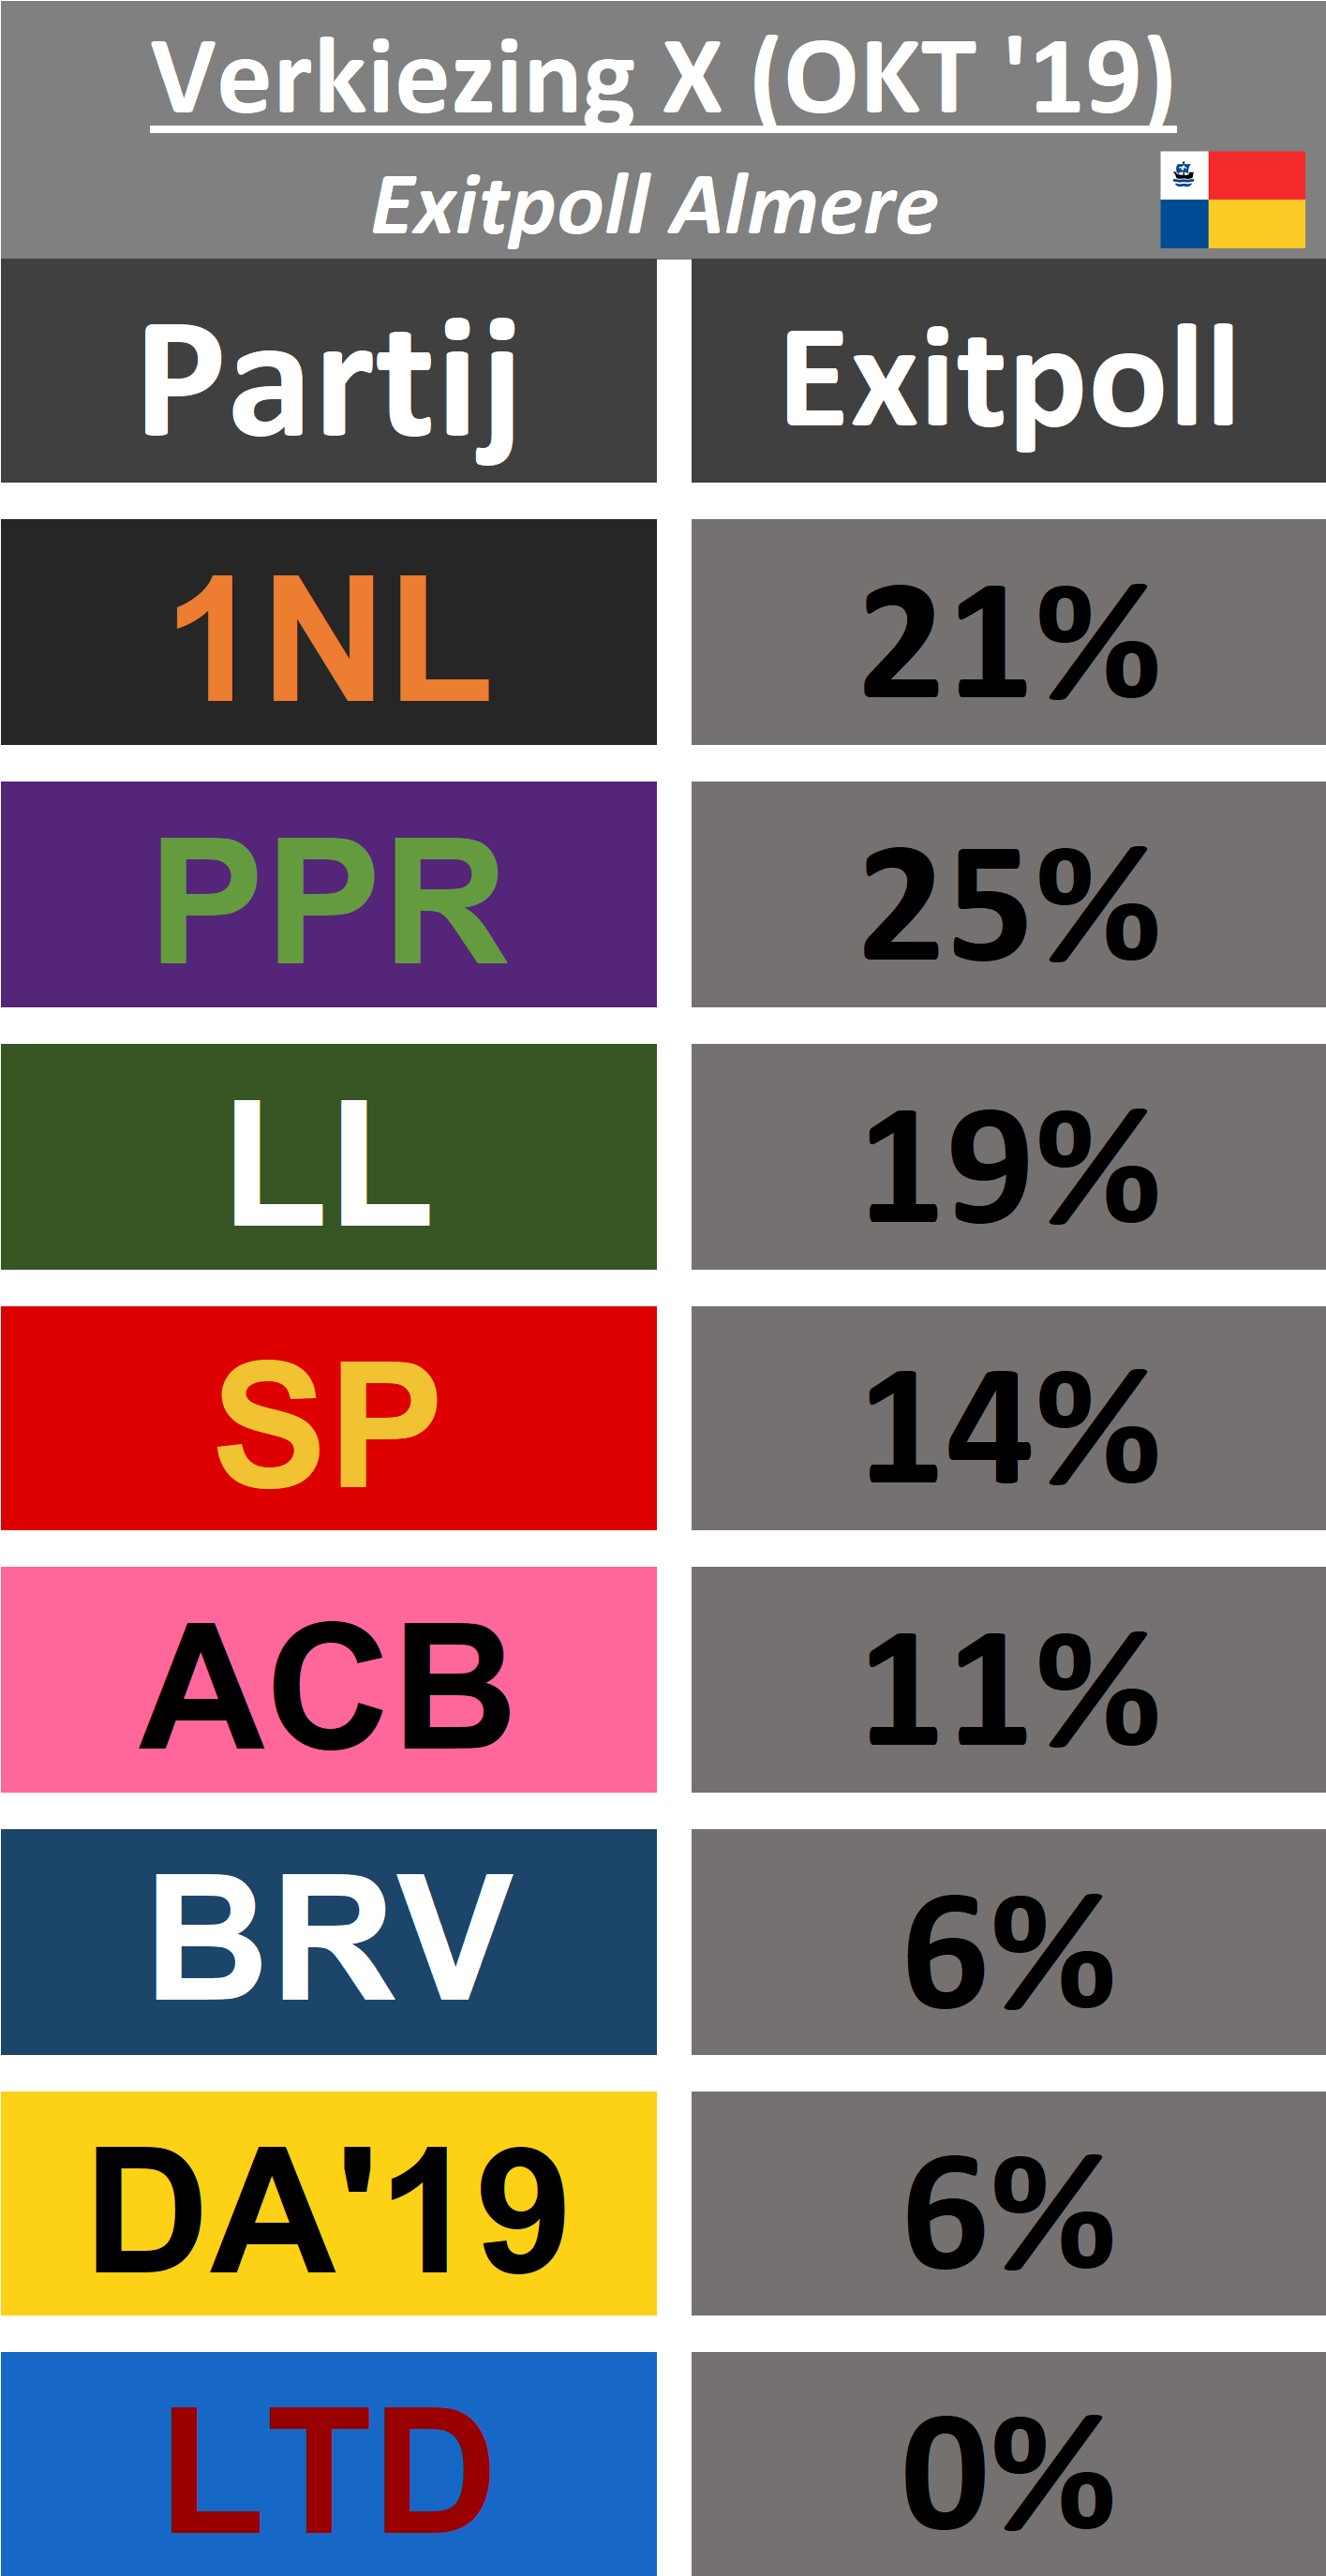 Verkiezing X (OKT '19)
Exitpoll Almere
Partij Exitpoll
1NL 21%
PPR 25%
LL 19%
SP 14%
ACB 11%
BRV 6%
DA'19 6%
LTD 0%